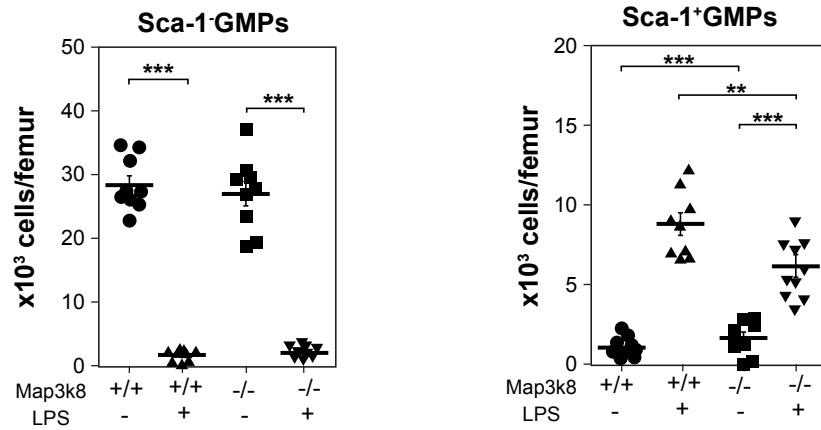 Sca-1⁻GMPs
x10³ cells/femur
50
40
30
20
10
0
***
***
Map3k8 +/+ +/+ -/- -/-
LPS - + - +
Sca-1⁺GMPs
x10³ cells/femur
20
15
10
5
0
***
**
***
Map3k8 +/+ +/+ -/- -/-
LPS - + - +